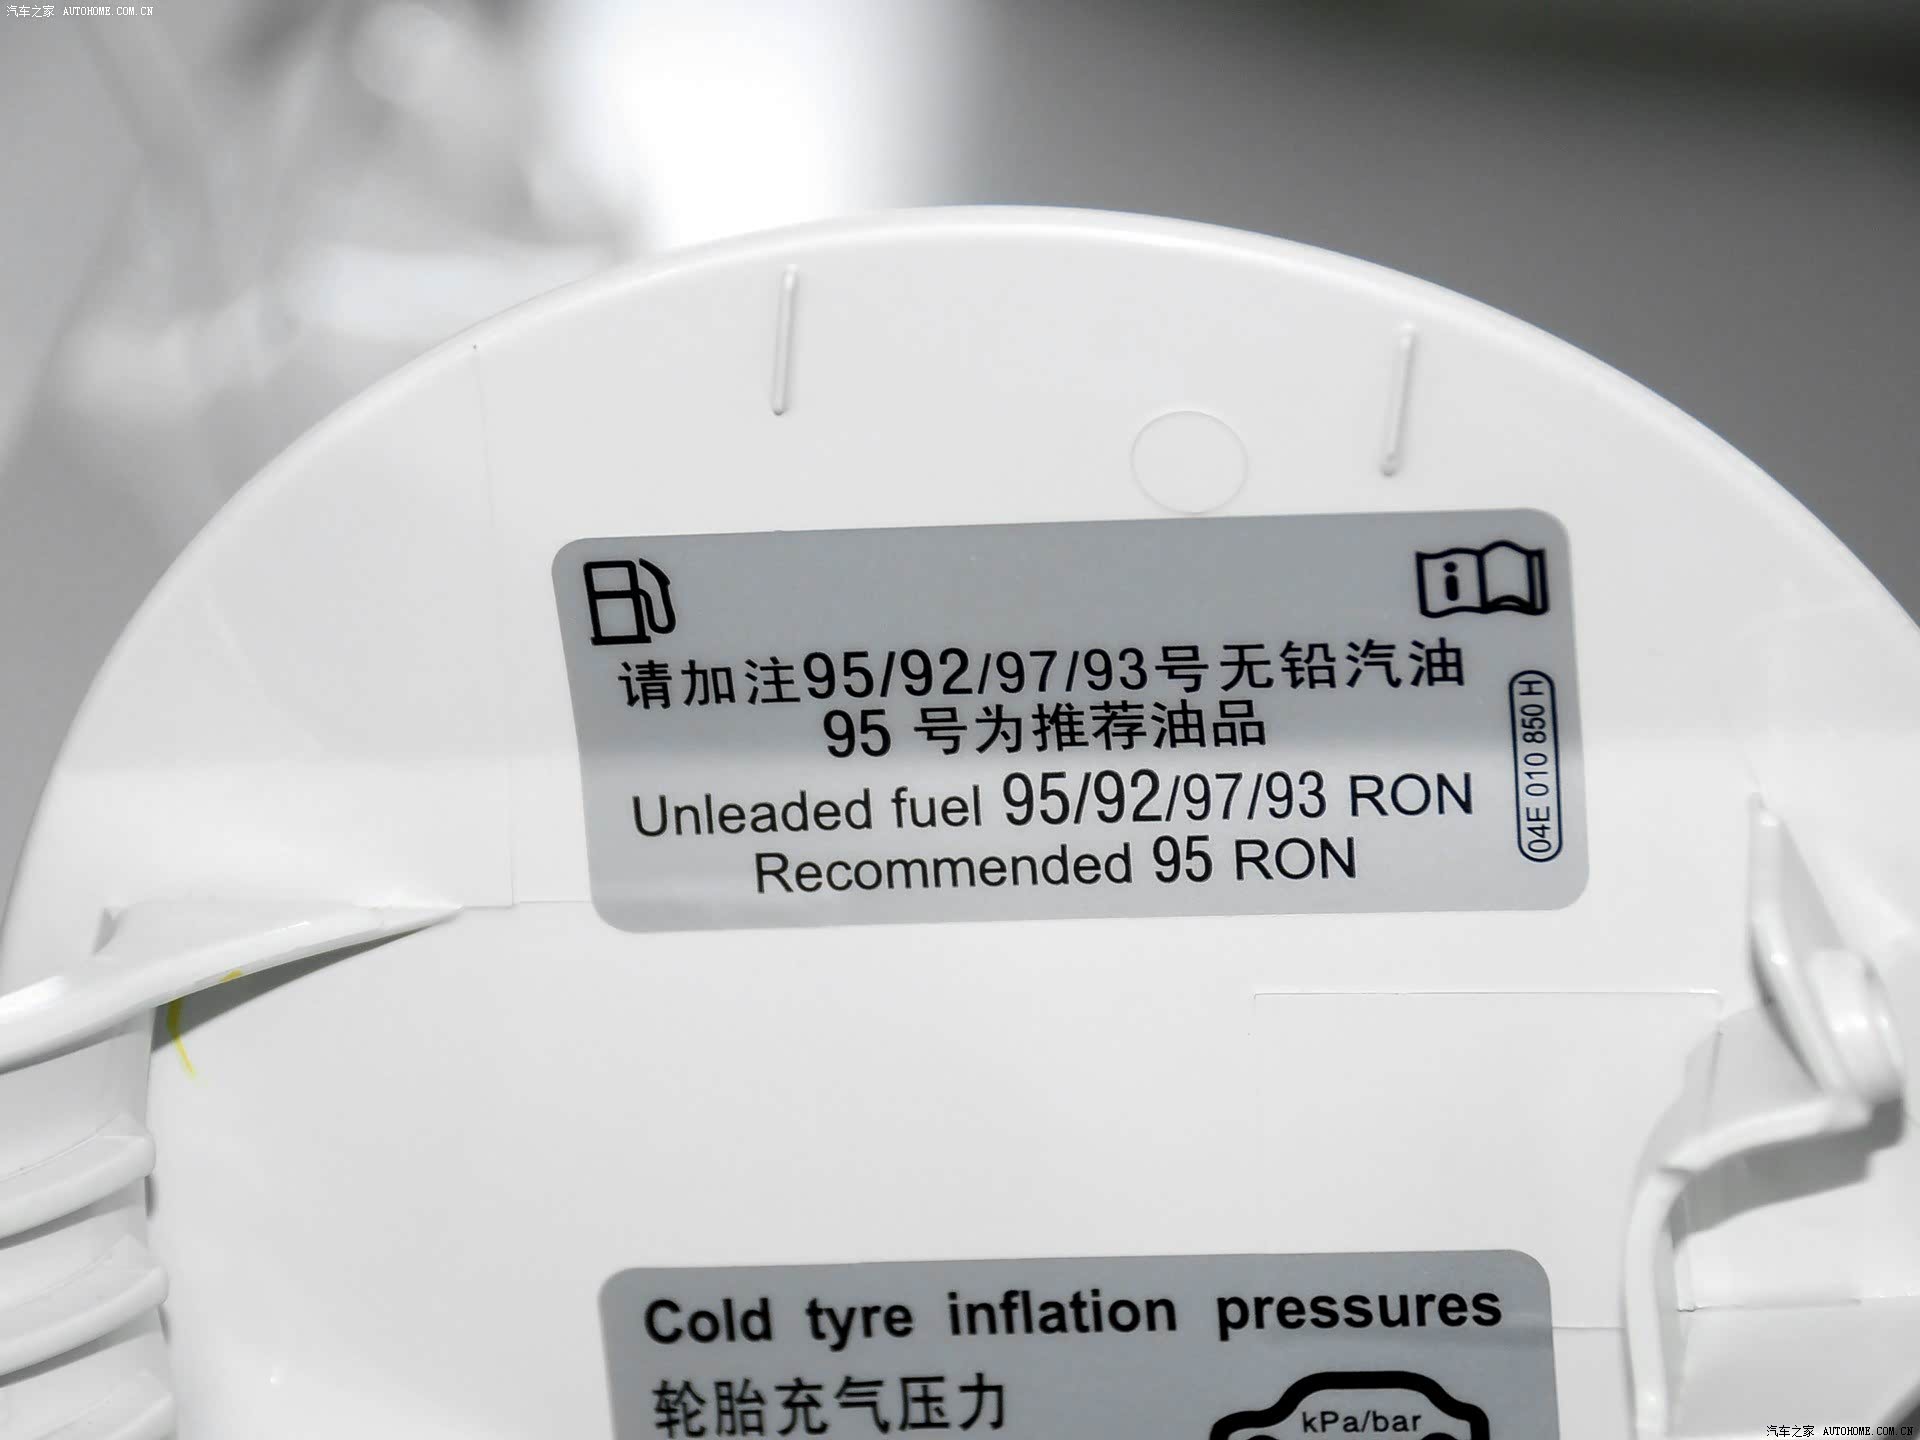 汽车之家 AUTOHOME.COM.CN
请加注95/92/97/93号无铅汽油
95 号为推荐油品
Unleaded fuel 95/92/97/93 RON
Recommended 95 RON
04E 010 850 H
Cold tyre inflation pressures
轮胎充气压力
kPa/bar
汽车之家 AUTOHOME.COM.CN